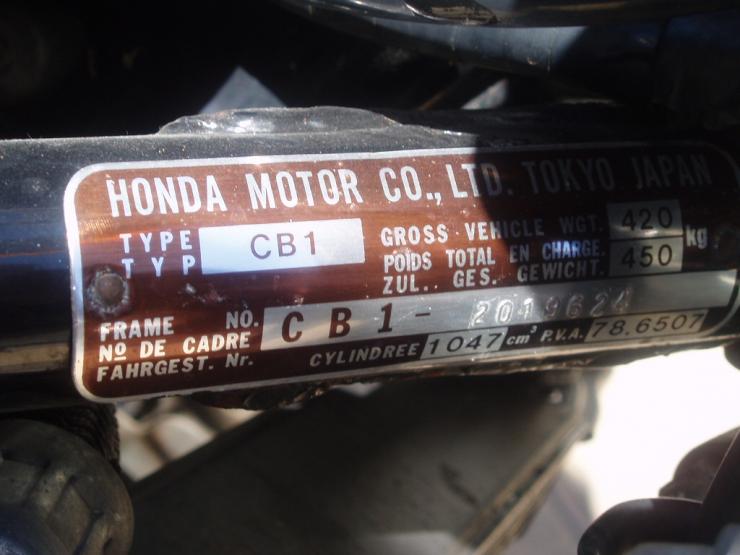 HONDA MOTOR CO., LTD. TOKYO JAPAN
TYPE CB1 GROSS VEHICLE WGT. 420
TYP POIDS TOTAL EN CHARGE. 450 kg
ZUL.. GES. GEWICHT.
FRAME NO. CB1- 2019624
Nº DE CADRE
FAHRGEST. Nr. CYLINDREE 1047 cm³ P.V.A. 78.6507